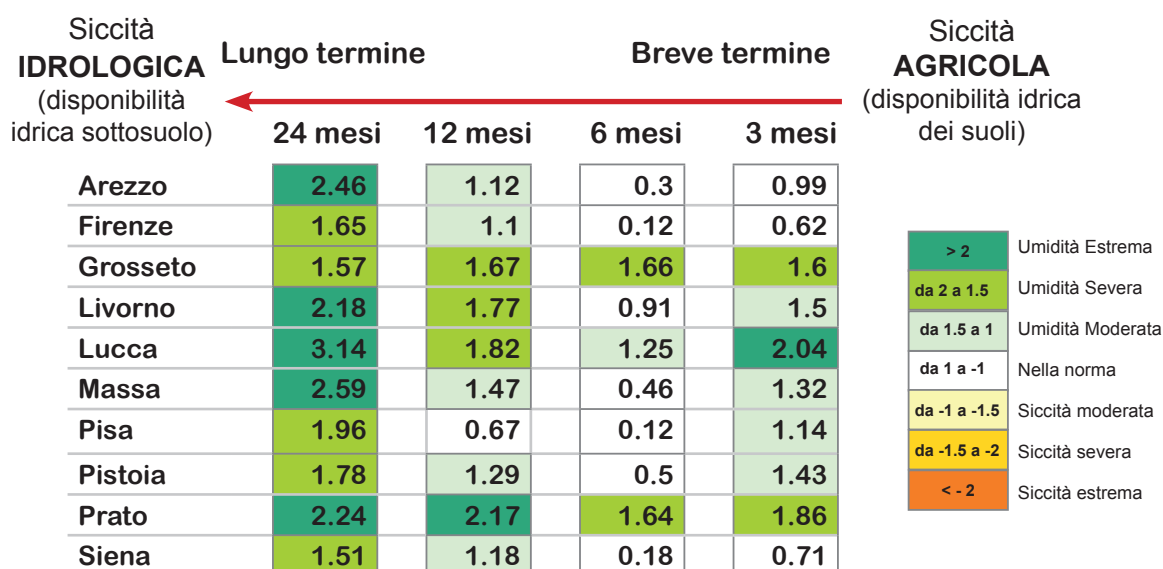 Siccità
IDROLOGICA
(disponibilità
idrica sottosuolo)
Lungo termine
Breve termine
Siccità
AGRICOLA
(disponibilità idrica
dei suoli)
24 mesi 12 mesi 6 mesi 3 mesi
Arezzo 2.46 1.12 0.3 0.99
Firenze 1.65 1.1 0.12 0.62
Grosseto 1.57 1.67 1.66 1.6
Livorno 2.18 1.77 0.91 1.5
Lucca 3.14 1.82 1.25 2.04
Massa 2.59 1.47 0.46 1.32
Pisa 1.96 0.67 0.12 1.14
Pistoia 1.78 1.29 0.5 1.43
Prato 2.24 2.17 1.64 1.86
Siena 1.51 1.18 0.18 0.71
> 2 Umidità Estrema
da 2 a 1.5 Umidità Severa
da 1.5 a 1 Umidità Moderata
da 1 a -1 Nella norma
da -1 a -1.5 Siccità moderata
da -1.5 a -2 Siccità severa
< - 2 Siccità estrema